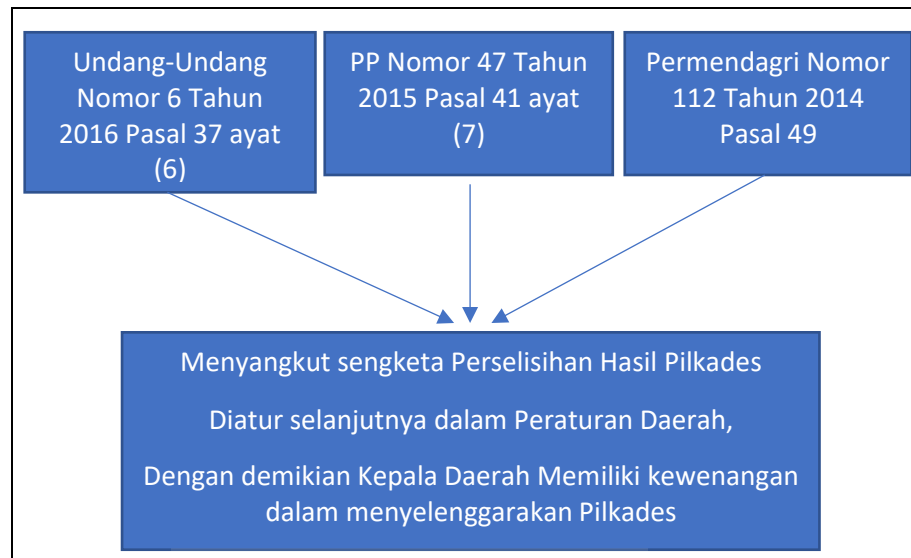 Undang-Undang
Nomor 6 Tahun
2016 Pasal 37 ayat
(6)
PP Nomor 47 Tahun
2015 Pasal 41 ayat
(7)
Permendagri Nomor
112 Tahun 2014
Pasal 49
Menyangkut sengketa Perselisihan Hasil Pilkades
Diatur selanjutnya dalam Peraturan Daerah,
Dengan demikian Kepala Daerah Memiliki kewenangan
dalam menyelenggarakan Pilkades